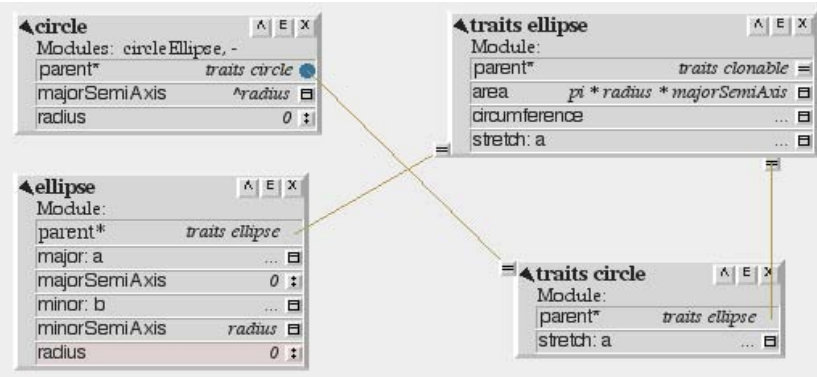 circle
Modules: circleEllipse, -
parent* traits circle
majorSemiAxis ^radius
radius 0
traits ellipse
Module:
parent* traits clonable =
area pi * radius * majorSemiAxis
circumference ...
stretch: a ...
ellipse
Module:
parent* traits ellipse
major: a ...
majorSemiAxis 0
minor: b ...
minorSemiAxis radius
radius 0
traits circle
Module:
parent* traits ellipse
stretch: a ...